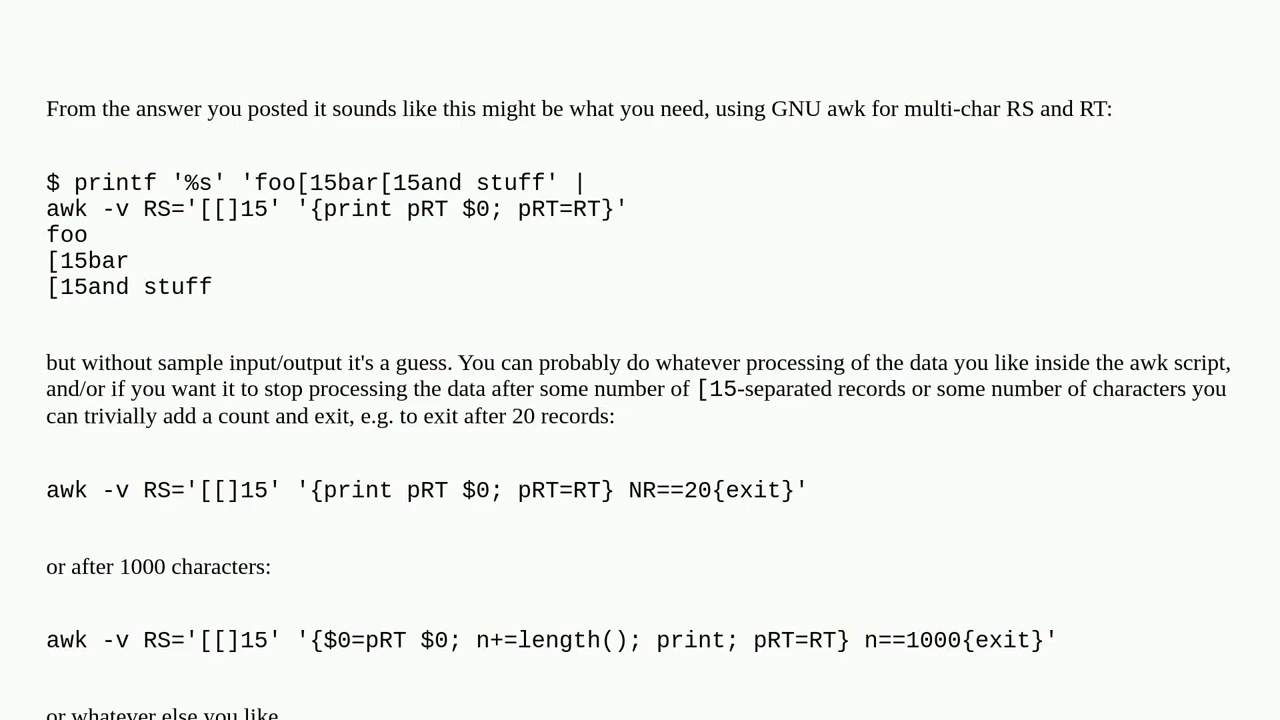 From the answer you posted it sounds like this might be what you need, using GNU awk for multi-char RS and RT:
$ printf '%s' 'foo[15bar[15and stuff' |
awk -v RS='[[]15' '{print pRT $0; pRT=RT}'
foo
[15bar
[15and stuff
but without sample input/output it's a guess. You can probably do whatever processing of the data you like inside the awk script,
and/or if you want it to stop processing the data after some number of [15-separated records or some number of characters you
can trivially add a count and exit, e.g. to exit after 20 records:
awk -v RS='[[]15' '{print pRT $0; pRT=RT} NR==20{exit}'
or after 1000 characters:
awk -v RS='[[]15' '{$0=pRT $0; n+=length(); print; pRT=RT} n==1000{exit}'
or whatever else you like